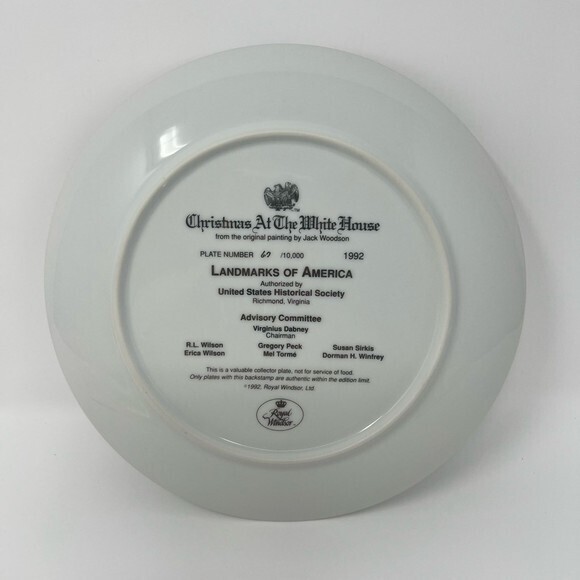 Christmas At The White House
from the original painting by Jack Woodson
PLATE NUMBER 67 /10,000 1992
LANDMARKS OF AMERICA
Authorized by
United States Historical Society
Richmond, Virginia
Advisory Committee
Virginius Dabney
Chairman
R.L. Wilson Gregory Peck Susan Sirkis
Erica Wilson Mel Tormé Dorman H. Winfrey
This is a valuable collector plate, not for service of food.
Only plates with this backstamp are authentic within the edition limit.
©1992, Royal Windsor, Ltd.
Royal
Windsor